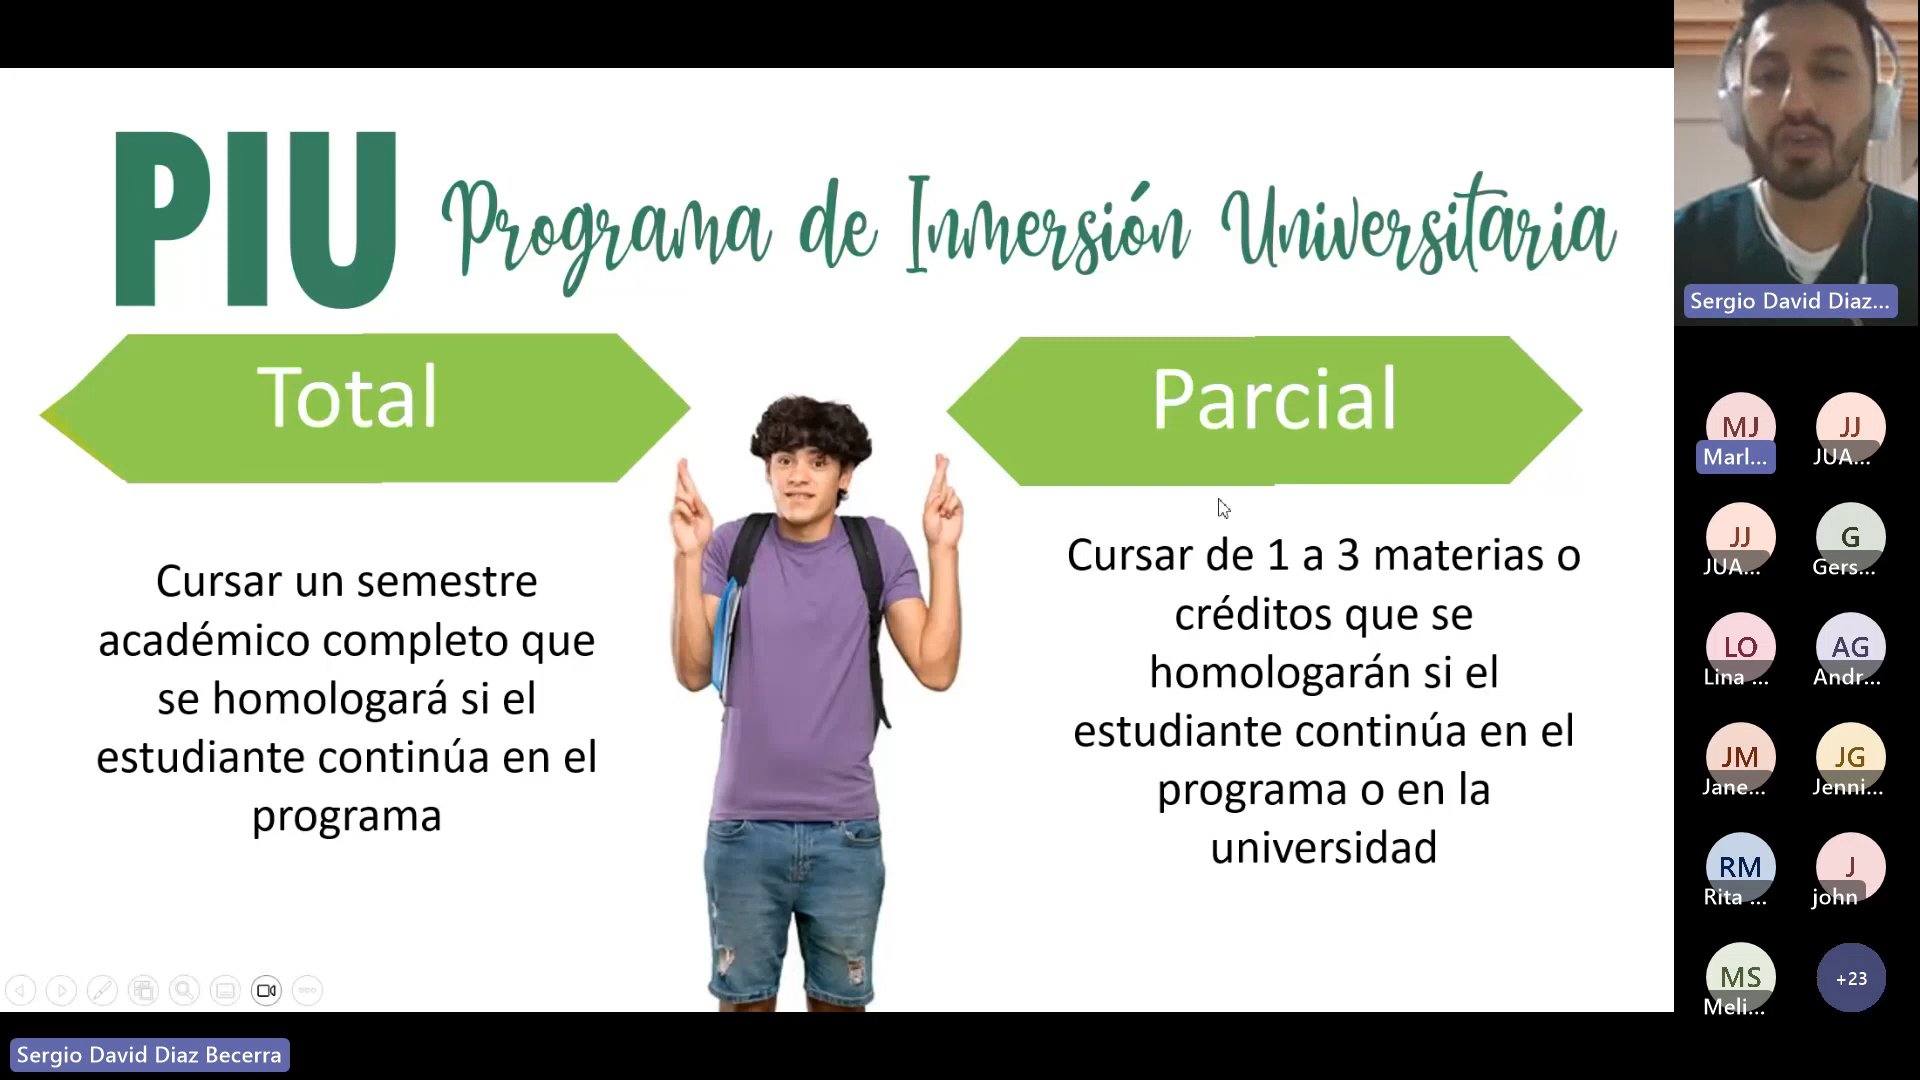 PIU Programa de Inmersión Universitaria
Total
Cursar un semestre
académico completo que
se homologará si el
estudiante continúa en el
programa
Parcial
Cursar de 1 a 3 materias o
créditos que se
homologarán si el
estudiante continúa en el
programa o en la
universidad
Sergio David Diaz...
MJ
Marl...
JJ
JUA...
JJ
JUA...
G
Gers...
LO
Lina ...
AG
Andr...
JM
Jane...
JG
Jenni...
RM
Rita ...
J
john
MS
Meli...
+23
Sergio David Diaz Becerra